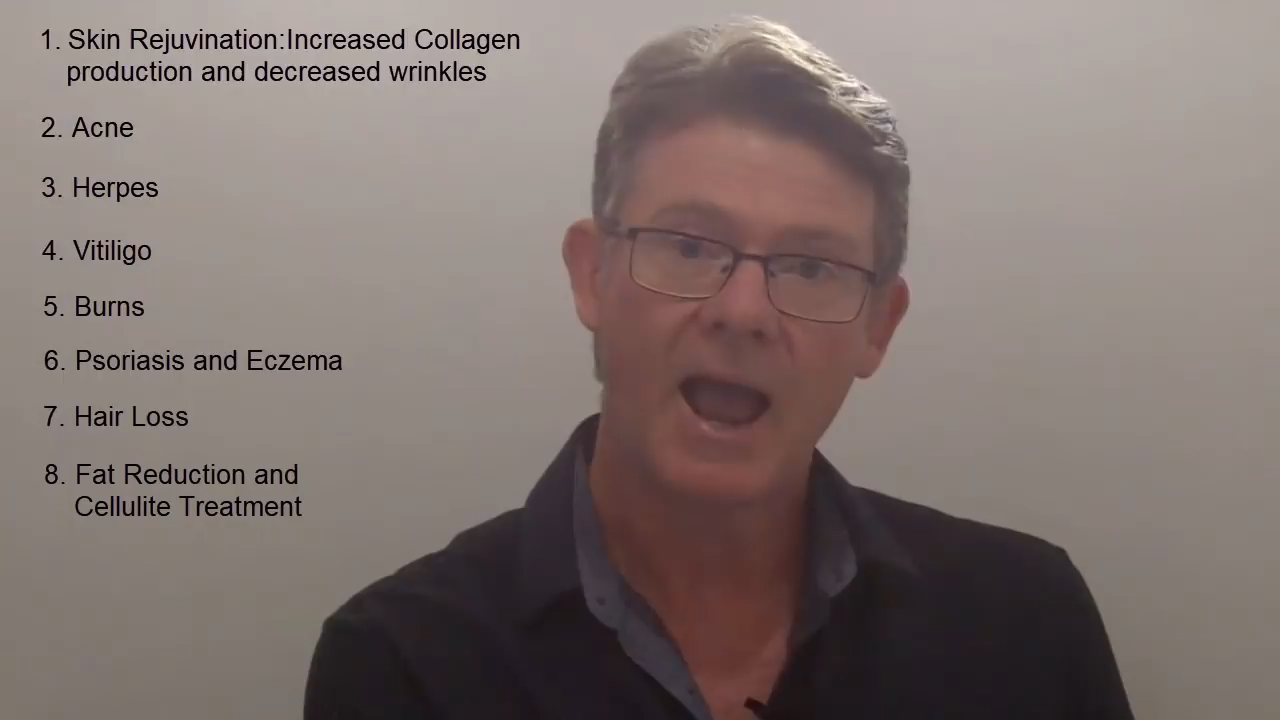 1. Skin Rejuvination:Increased Collagen
production and decreased wrinkles
2. Acne
3. Herpes
4. Vitiligo
5. Burns
6. Psoriasis and Eczema
7. Hair Loss
8. Fat Reduction and
Cellulite Treatment